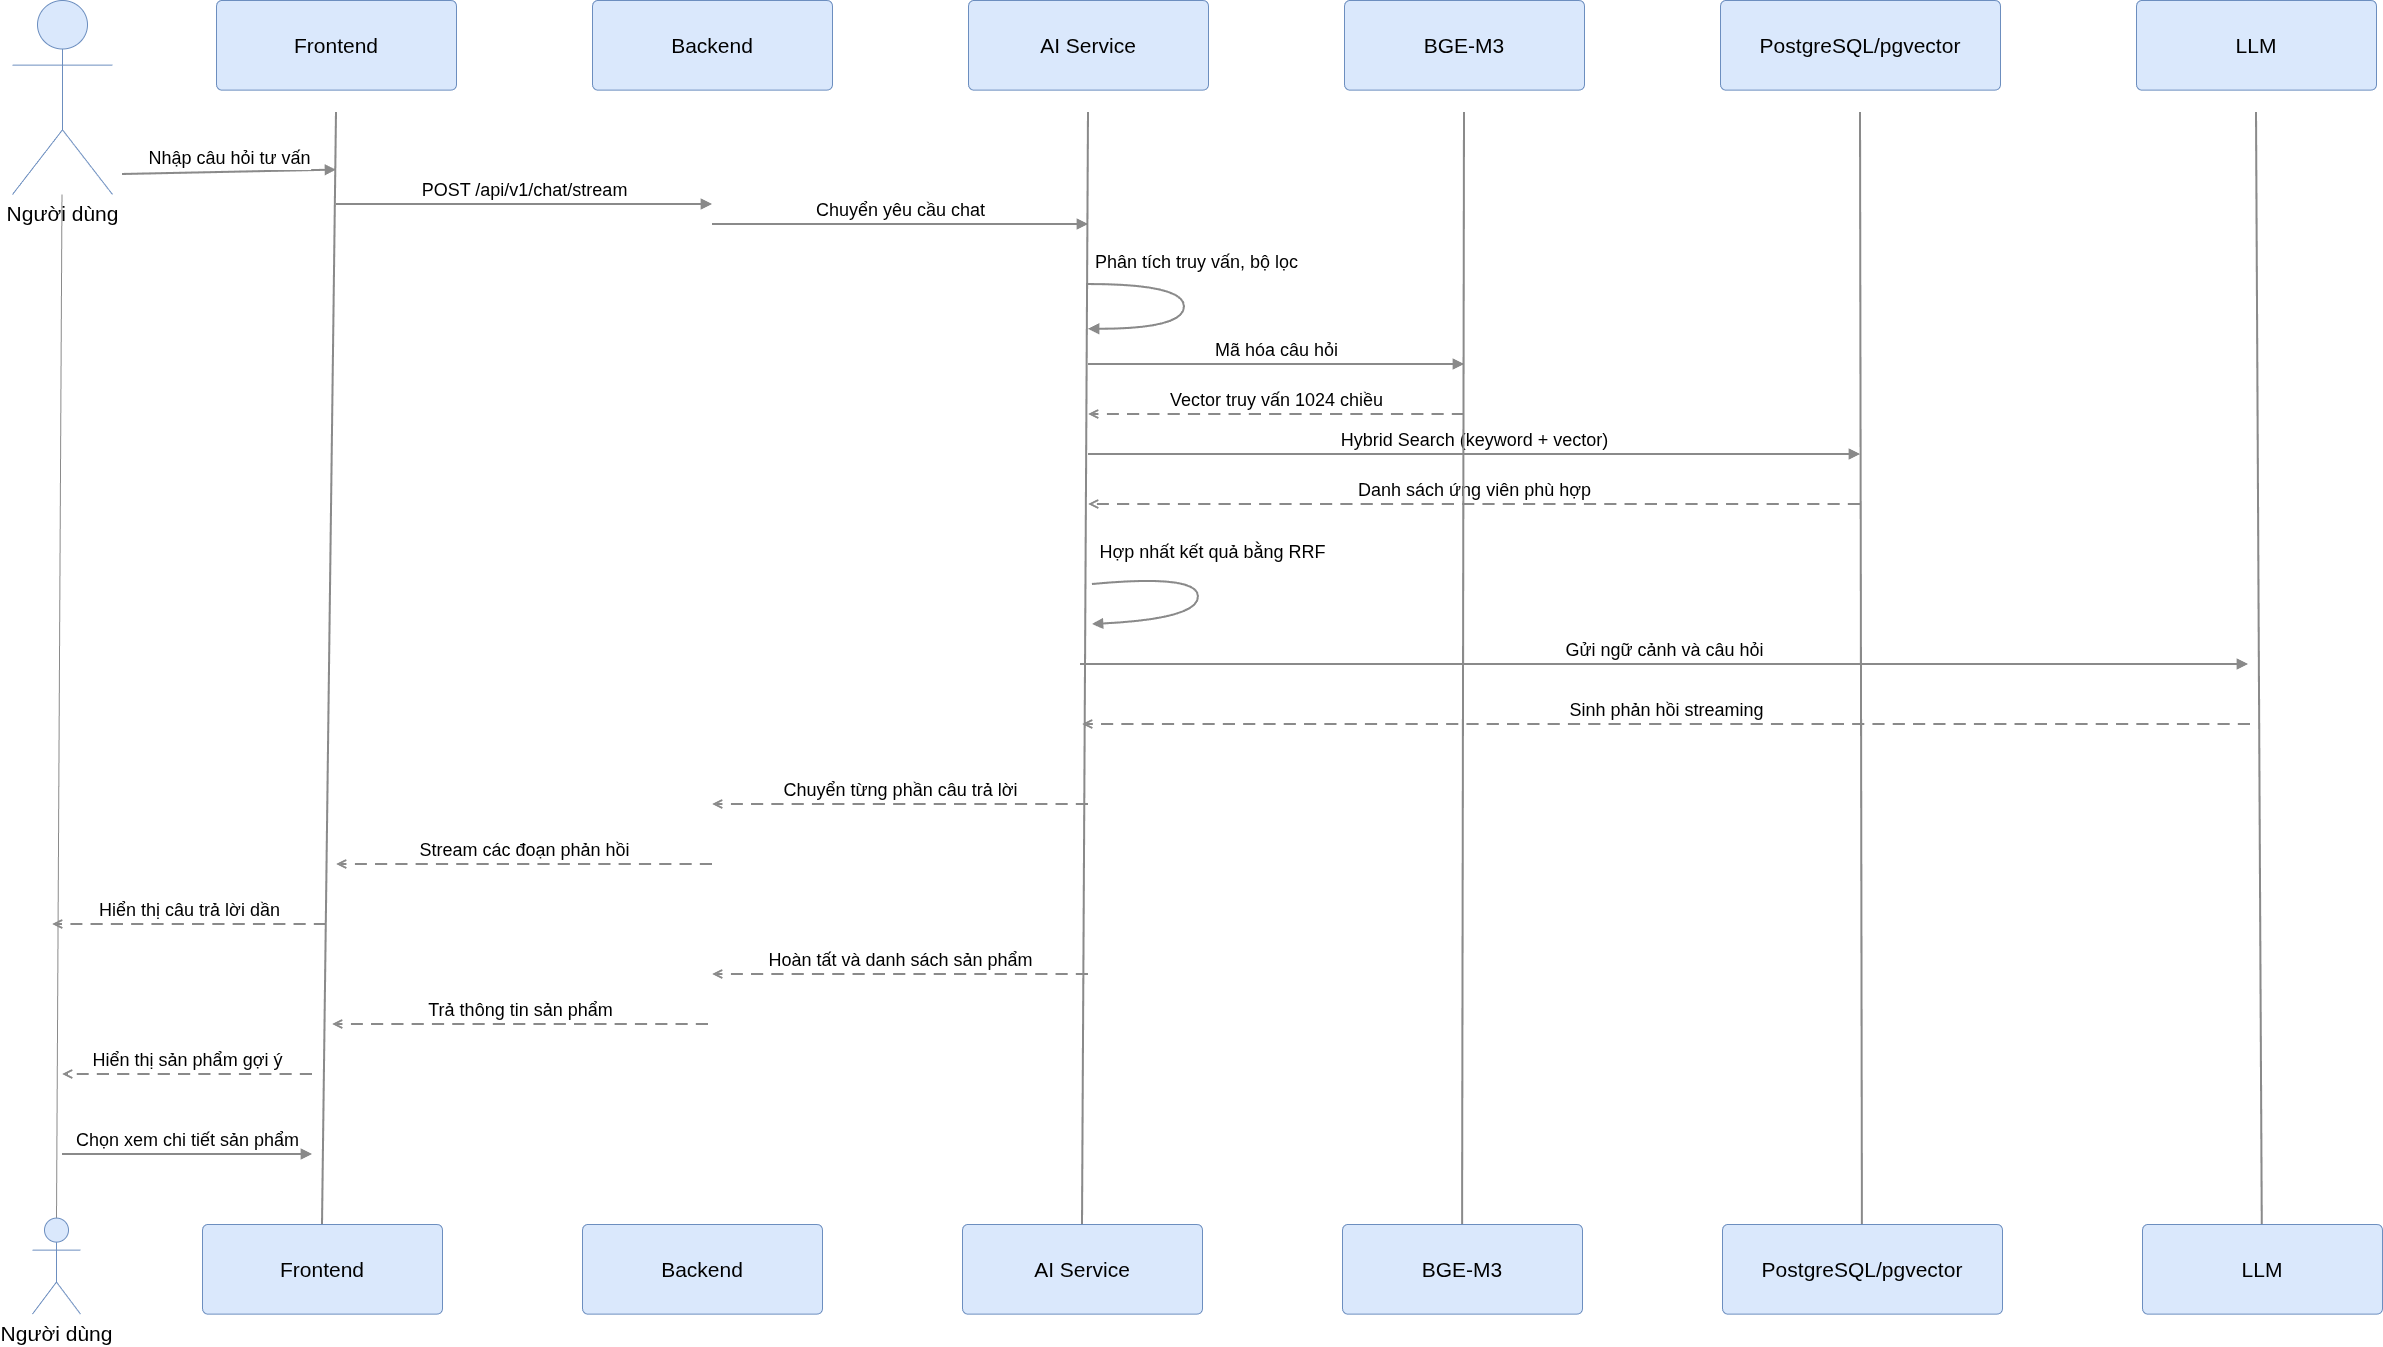 Frontend
Backend
AI Service
BGE-M3
PostgreSQL/pgvector
LLM
Nhập câu hỏi tư vấn
POST /api/v1/chat/stream
Người dùng
Chuyển yêu cầu chat
Phân tích truy vấn, bộ lọc
Mã hóa câu hỏi
Vector truy vấn 1024 chiều
Hybrid Search (keyword + vector)
Danh sách ứng viên phù hợp
Hợp nhất kết quả bằng RRF
Gửi ngữ cảnh và câu hỏi
Sinh phản hồi streaming
Chuyển từng phần câu trả lời
Stream các đoạn phản hồi
Hiển thị câu trả lời dần
Hoàn tất và danh sách sản phẩm
Trả thông tin sản phẩm
Hiển thị sản phẩm gợi ý
Chọn xem chi tiết sản phẩm
Frontend
Backend
AI Service
BGE-M3
PostgreSQL/pgvector
LLM
Người dùng